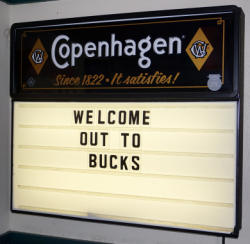 Copenhagen
Since 1822 • It satisfies!
WELCOME
OUT TO
BUCKS